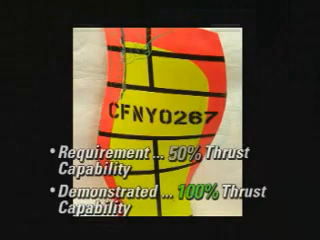 CFNY0267
• Requirement ... 50% Thrust
Capability
• Demonstrated ... 100% Thrust
Capability